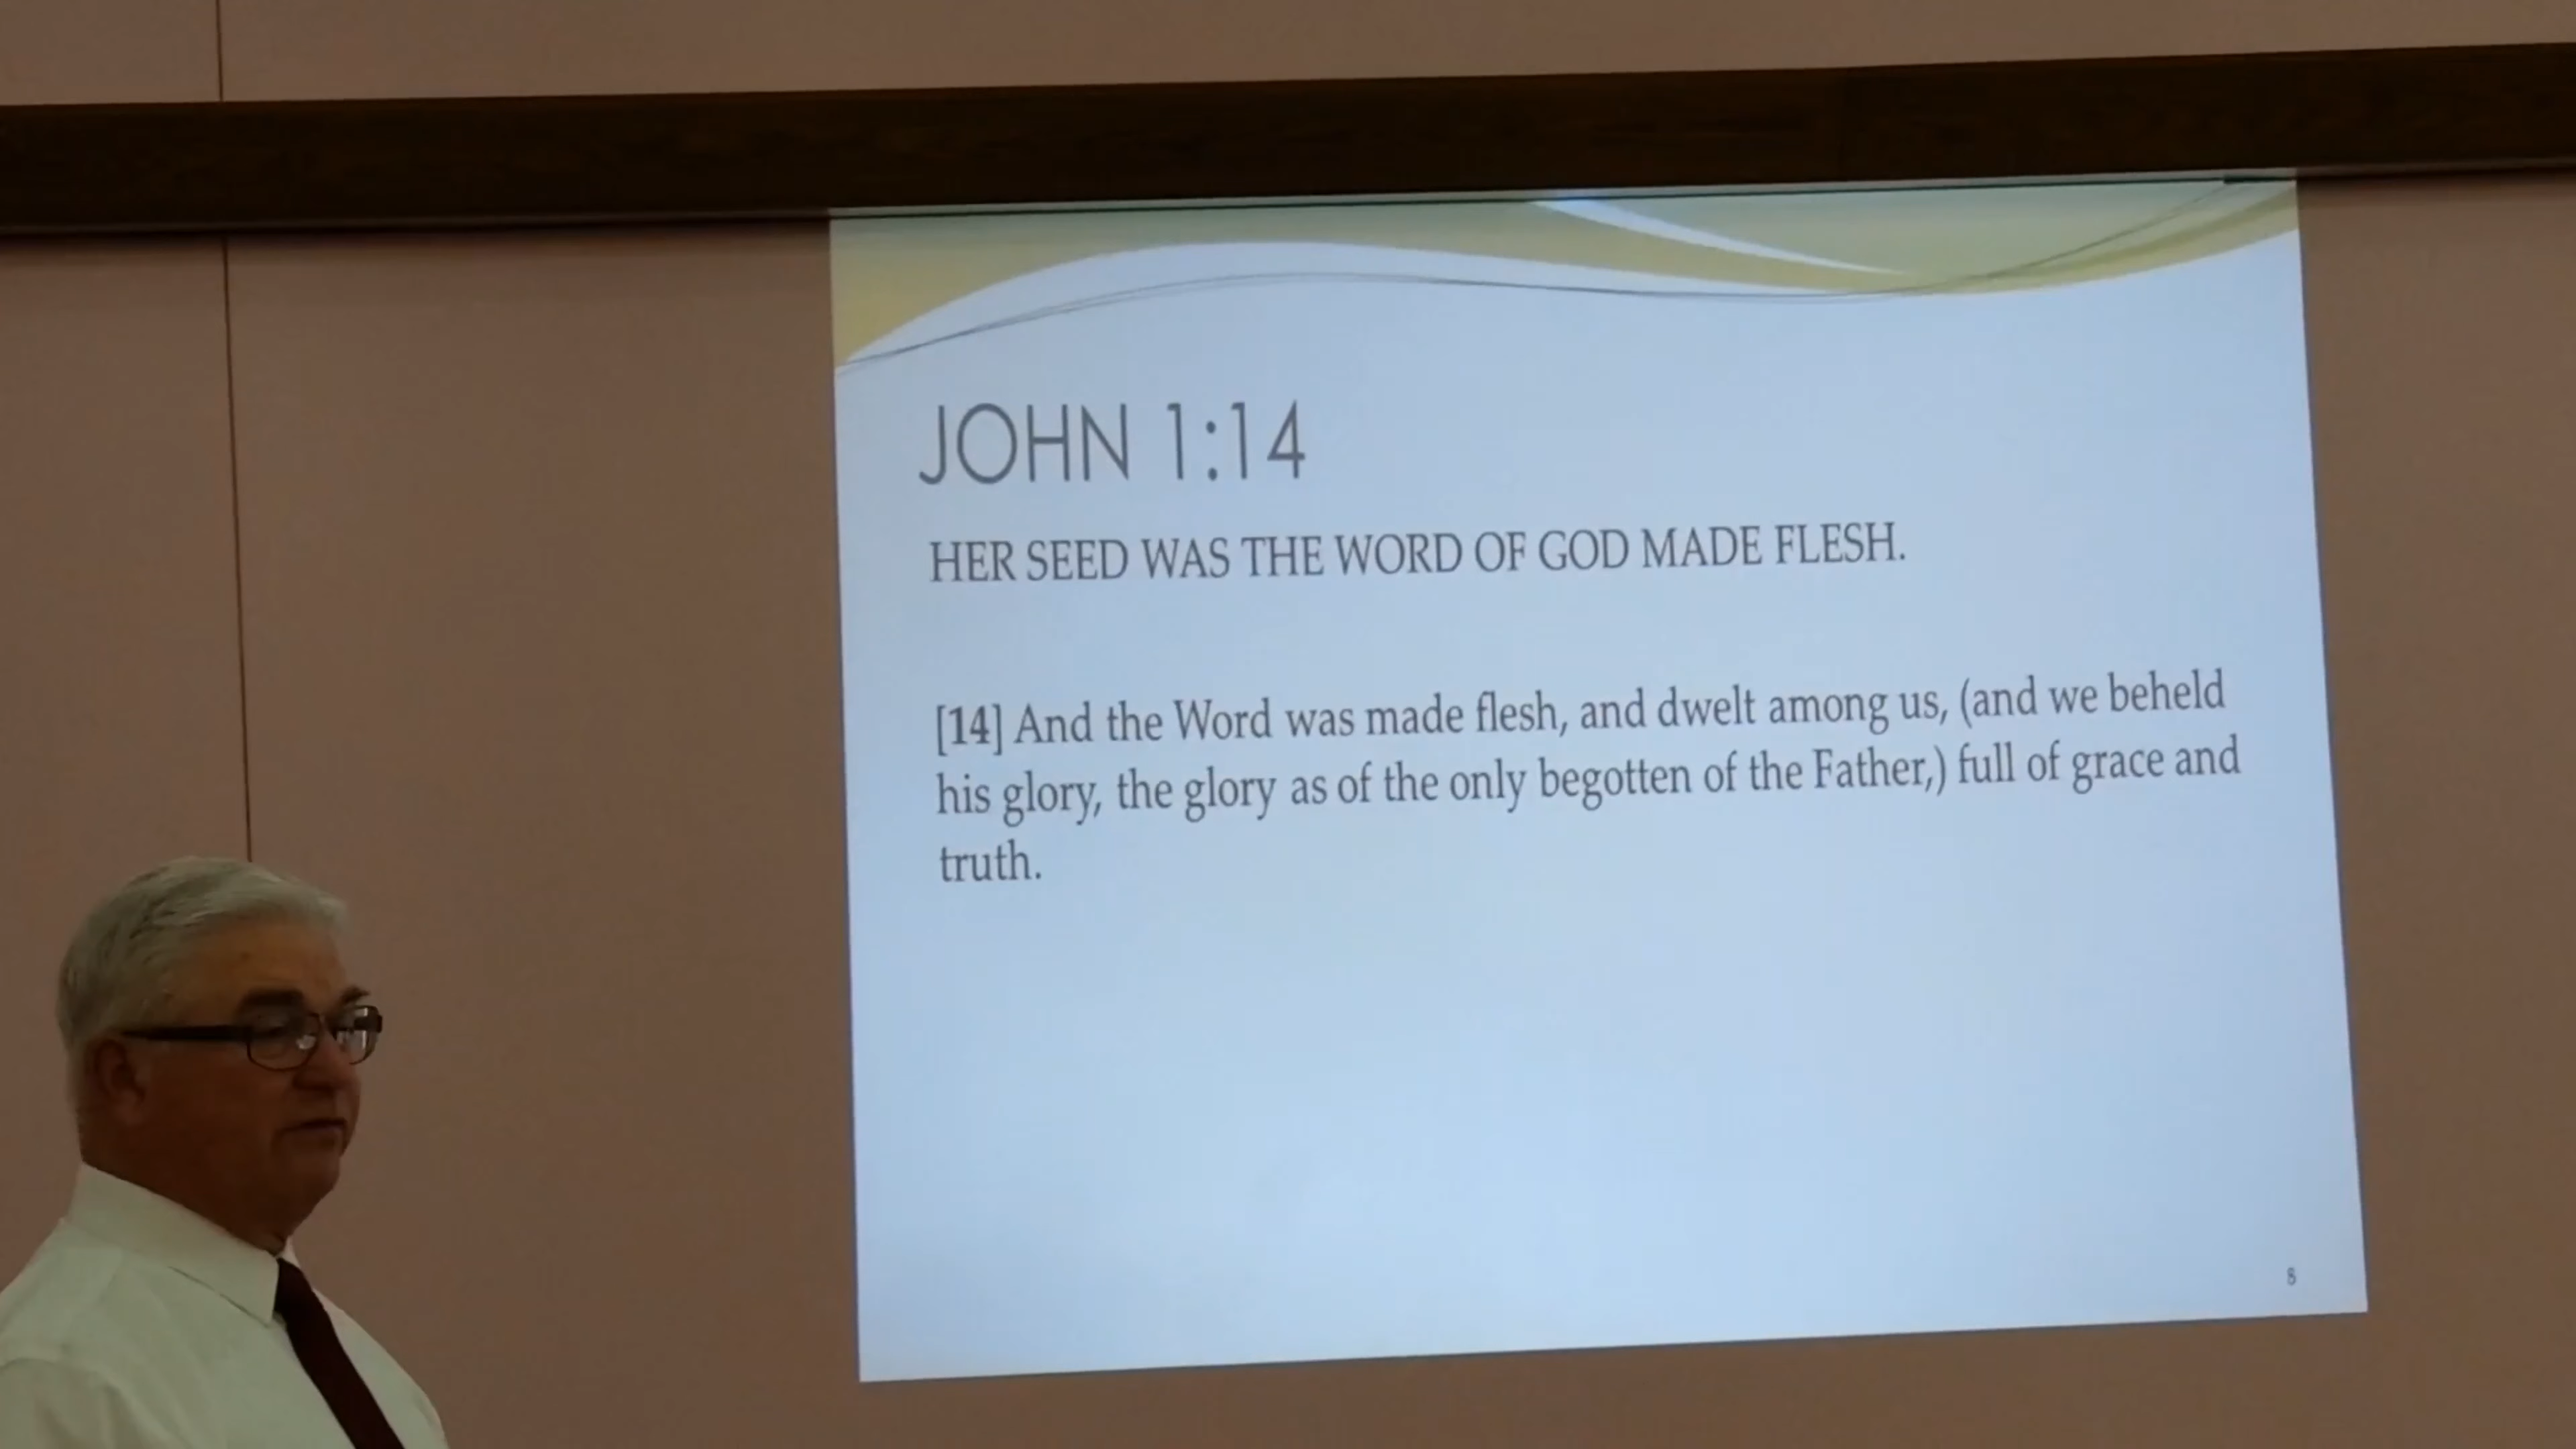 JOHN 1:14
HER SEED WAS THE WORD OF GOD MADE FLESH.
[14] And the Word was made flesh, and dwelt among us, (and we beheld
his glory, the glory as of the only begotten of the Father,) full of grace and
truth.
8